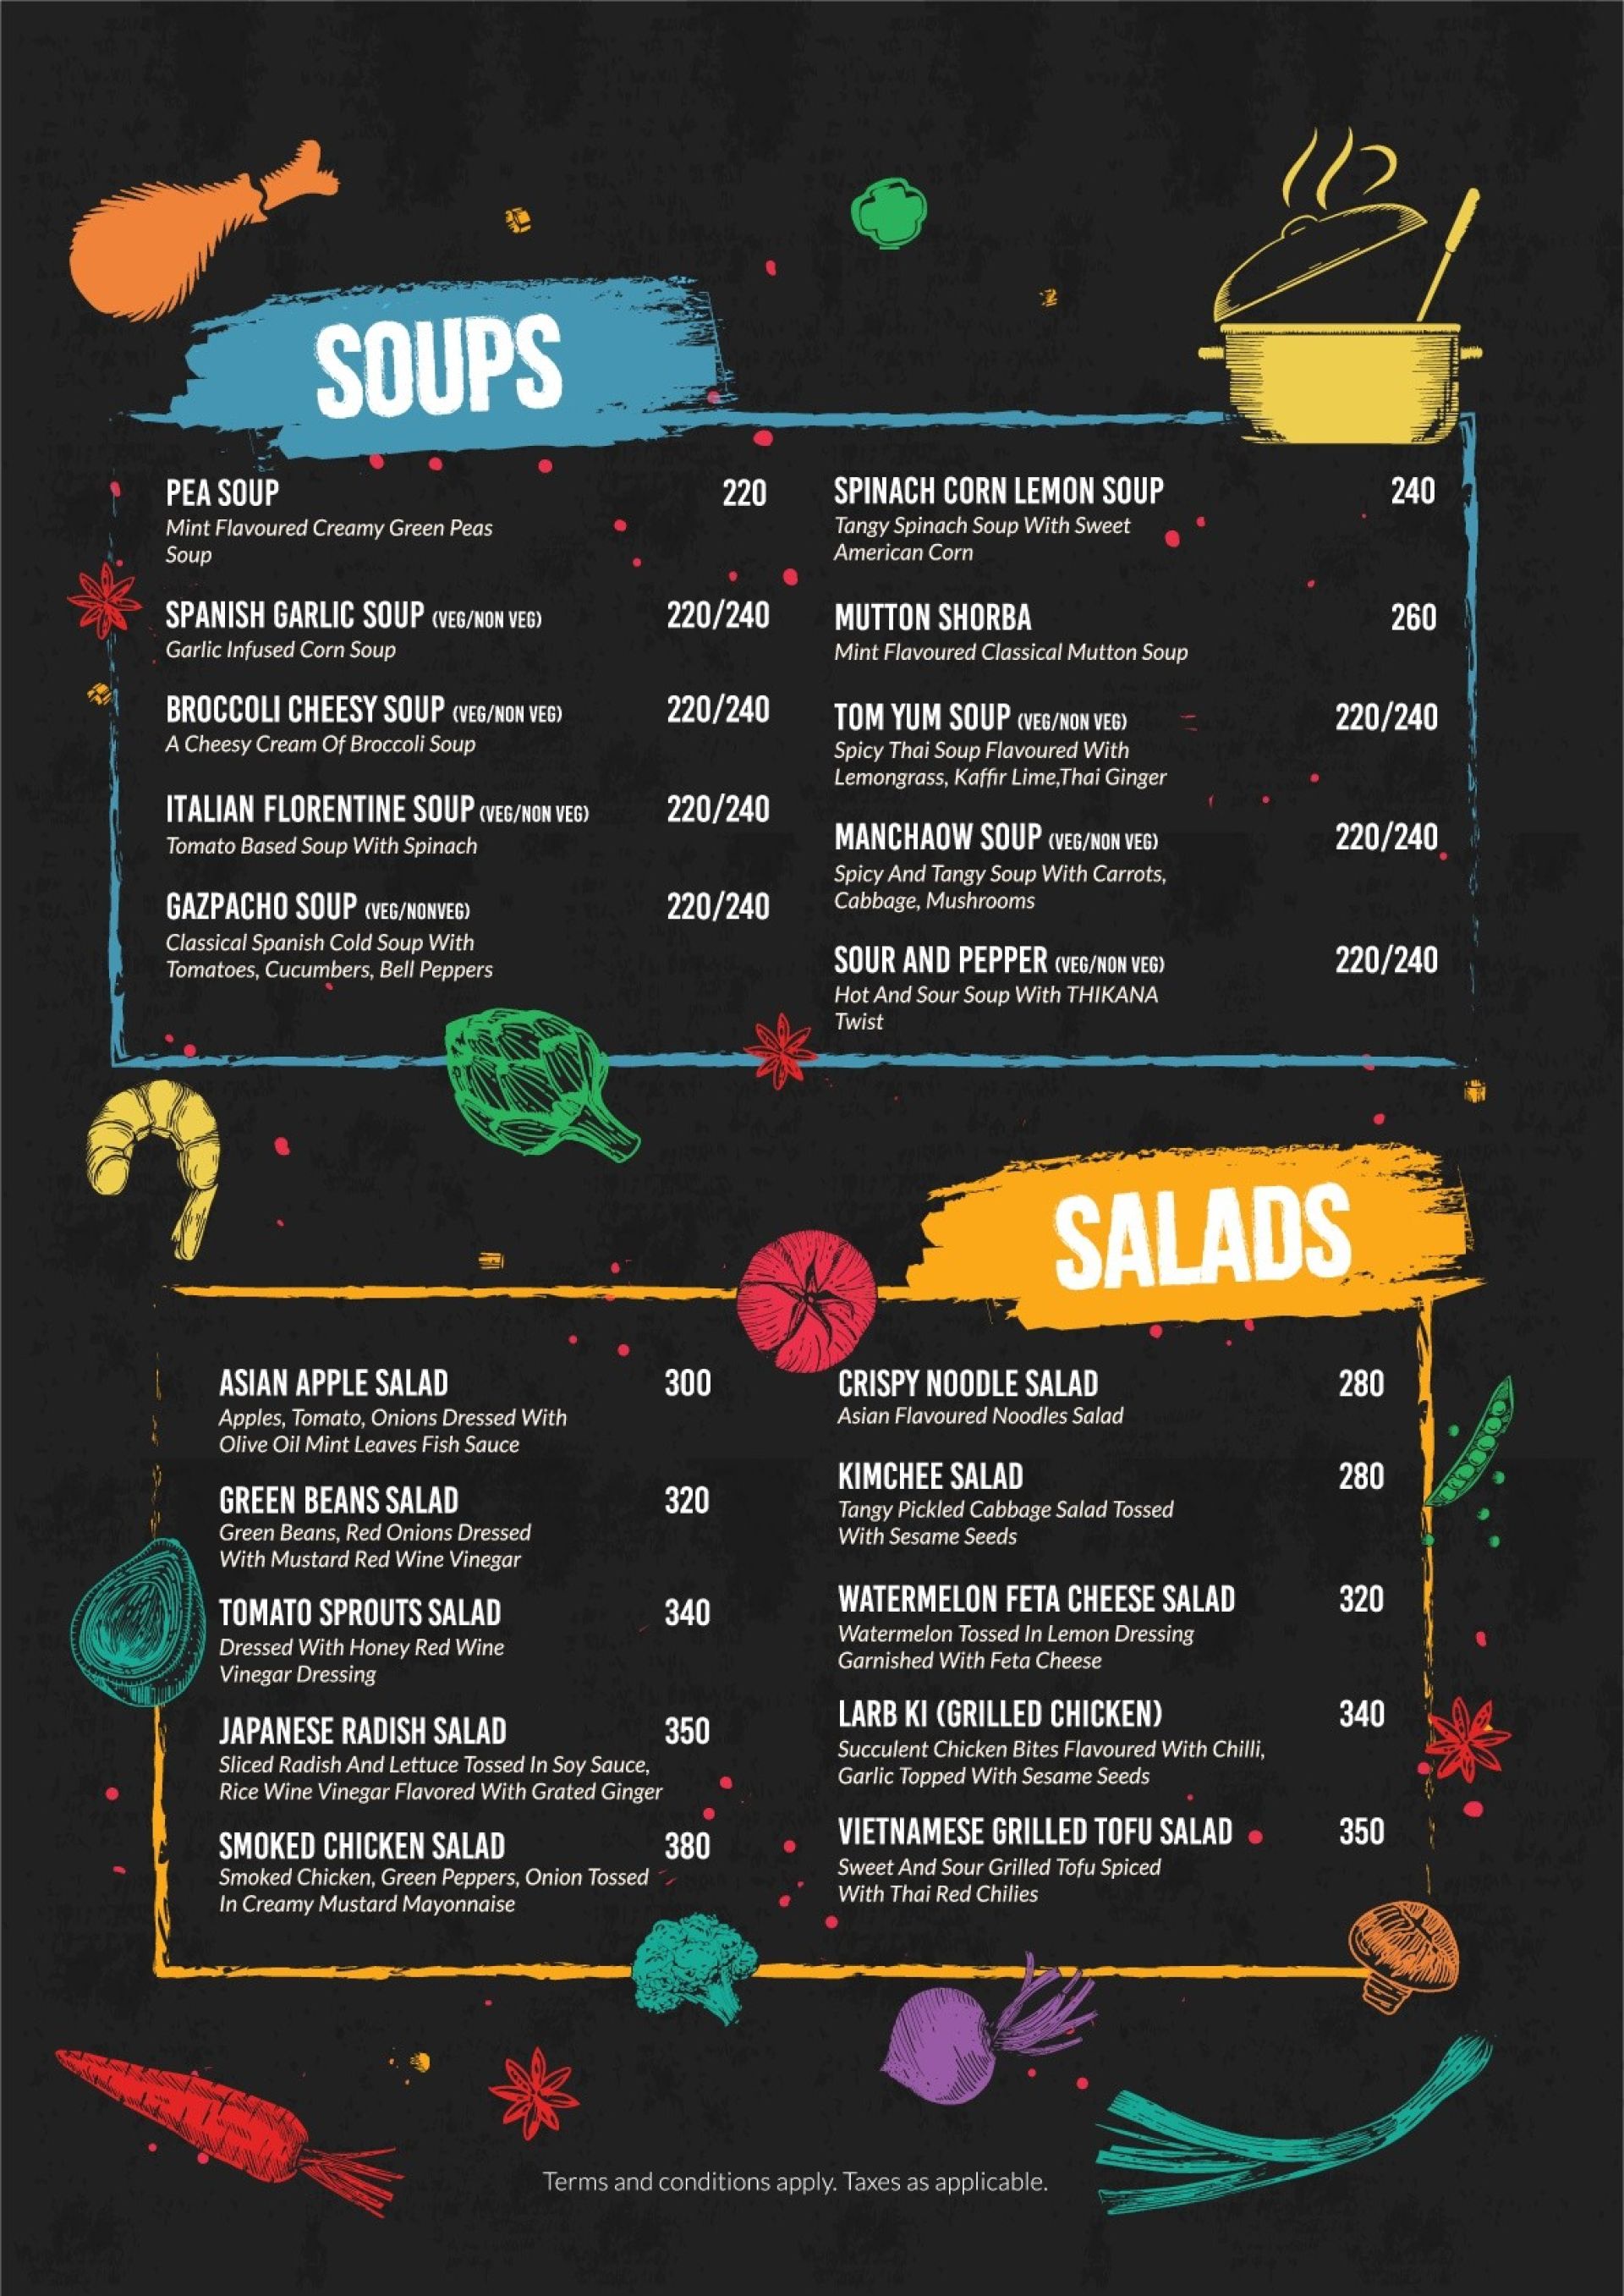 SOUPS
PEA SOUP 220
Mint Flavoured Creamy Green Peas
Soup
SPANISH GARLIC SOUP (VEG/NON VEG) 220/240
Garlic Infused Corn Soup
BROCCOLI CHEESY SOUP (VEG/NON VEG) 220/240
A Cheesy Cream Of Broccoli Soup
ITALIAN FLORENTINE SOUP (VEG/NON VEG) 220/240
Tomato Based Soup With Spinach
GAZPACHO SOUP (VEG/NONVEG) 220/240
Classical Spanish Cold Soup With
Tomatoes, Cucumbers, Bell Peppers
SPINACH CORN LEMON SOUP 240
Tangy Spinach Soup With Sweet
American Corn
MUTTON SHORBA 260
Mint Flavoured Classical Mutton Soup
TOM YUM SOUP (VEG/NON VEG) 220/240
Spicy Thai Soup Flavoured With
Lemongrass, Kaffir Lime,Thai Ginger
MANCHAOW SOUP (VEG/NON VEG) 220/240
Spicy And Tangy Soup With Carrots,
Cabbage, Mushrooms
SOUR AND PEPPER (VEG/NON VEG) 220/240
Hot And Sour Soup With THIKANA
Twist
SALADS
ASIAN APPLE SALAD 300
Apples, Tomato, Onions Dressed With
Olive Oil Mint Leaves Fish Sauce
GREEN BEANS SALAD 320
Green Beans, Red Onions Dressed
With Mustard Red Wine Vinegar
TOMATO SPROUTS SALAD 340
Dressed With Honey Red Wine
Vinegar Dressing
JAPANESE RADISH SALAD 350
Sliced Radish And Lettuce Tossed In Soy Sauce,
Rice Wine Vinegar Flavored With Grated Ginger
SMOKED CHICKEN SALAD 380
Smoked Chicken, Green Peppers, Onion Tossed
In Creamy Mustard Mayonnaise
CRISPY NOODLE SALAD 280
Asian Flavoured Noodles Salad
KIMCHEE SALAD 280
Tangy Pickled Cabbage Salad Tossed
With Sesame Seeds
WATERMELON FETA CHEESE SALAD 320
Watermelon Tossed In Lemon Dressing
Garnished With Feta Cheese
LARB KI (GRILLED CHICKEN) 340
Succulent Chicken Bites Flavoured With Chilli,
Garlic Topped With Sesame Seeds
VIETNAMESE GRILLED TOFU SALAD 350
Sweet And Sour Grilled Tofu Spiced
With Thai Red Chilies
Terms and conditions apply. Taxes as applicable.